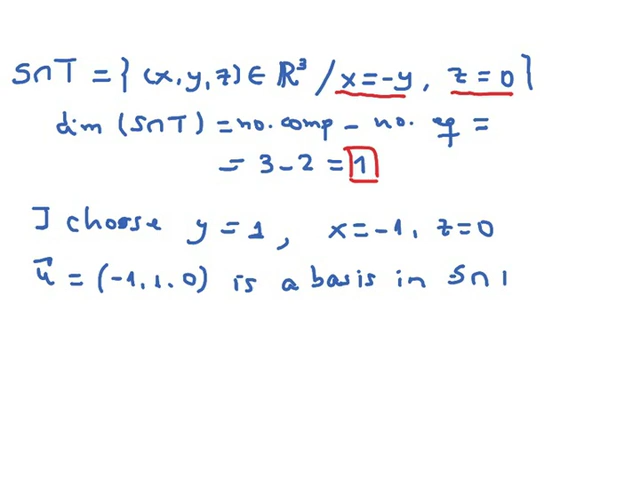 S∩T = { (x, y, z) ∈ ℝ³ / x = -y , z = 0 }
dim (S∩T) = no. comp - no. eq =
= 3 - 2 = 1
I choose y = 1 , x = -1, z = 0
u⃗ = (-1, 1, 0) is a basis in S∩